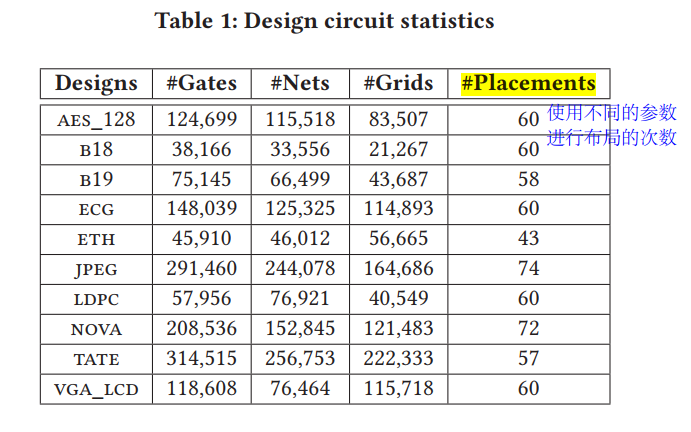 Table 1: Design circuit statistics
Designs #Gates #Nets #Grids #Placements
AES_128 124,699 115,518 83,507 60 使用不同的参数
B18 38,166 33,556 21,267 60 进行布局的次数
B19 75,145 66,499 43,687 58
ECG 148,039 125,325 114,893 60
ETH 45,910 46,012 56,665 43
JPEG 291,460 244,078 164,686 74
LDPC 57,956 76,921 40,549 60
NOVA 208,536 152,845 121,483 72
TATE 314,515 256,753 222,333 57
VGA_LCD 118,608 76,464 115,718 60